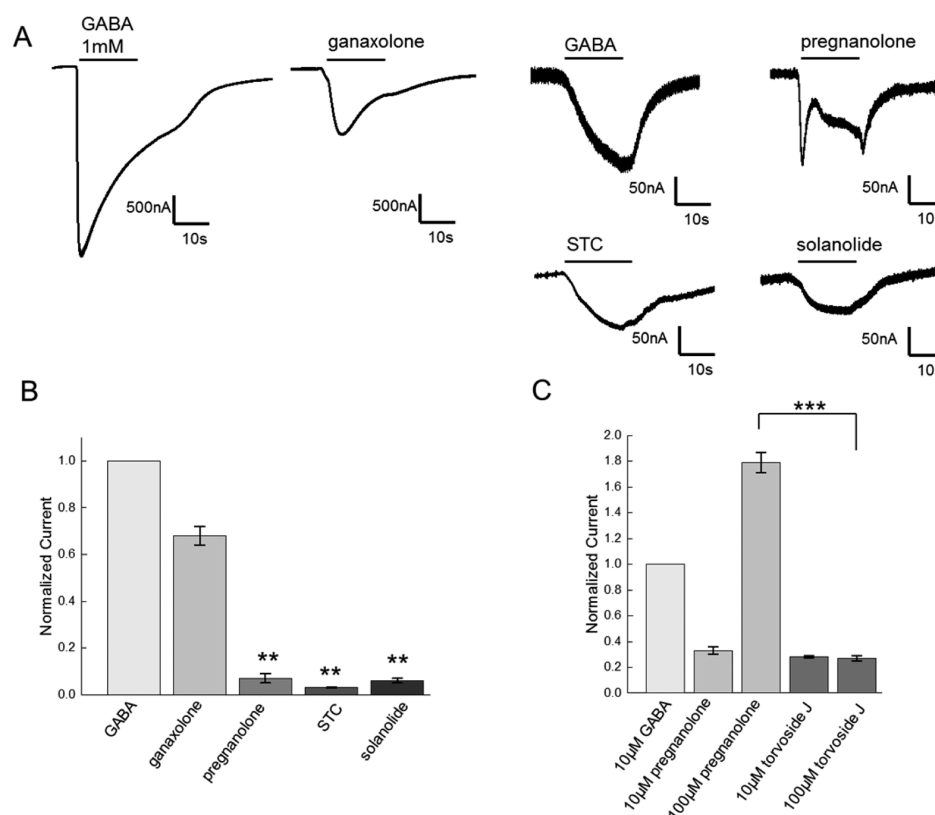 A
GABA
1mM
ganaxolone
500nA
10s
500nA
10s
GABA
pregnanolone
50nA
10s
50nA
10s
STC
solanolide
50nA
10s
50nA
10s
B
Normalized Current
1.0
0.8
0.6
0.4
0.2
0.0
**
**
**
GABA
ganaxolone
pregnanolone
STC
solanolide
C
***
Normalized Current
2.0
1.8
1.6
1.4
1.2
1.0
0.8
0.6
0.4
0.2
0.0
10µM GABA
10µM pregnanolone
100µM pregnanolone
10µM torvoside J
100µM torvoside J